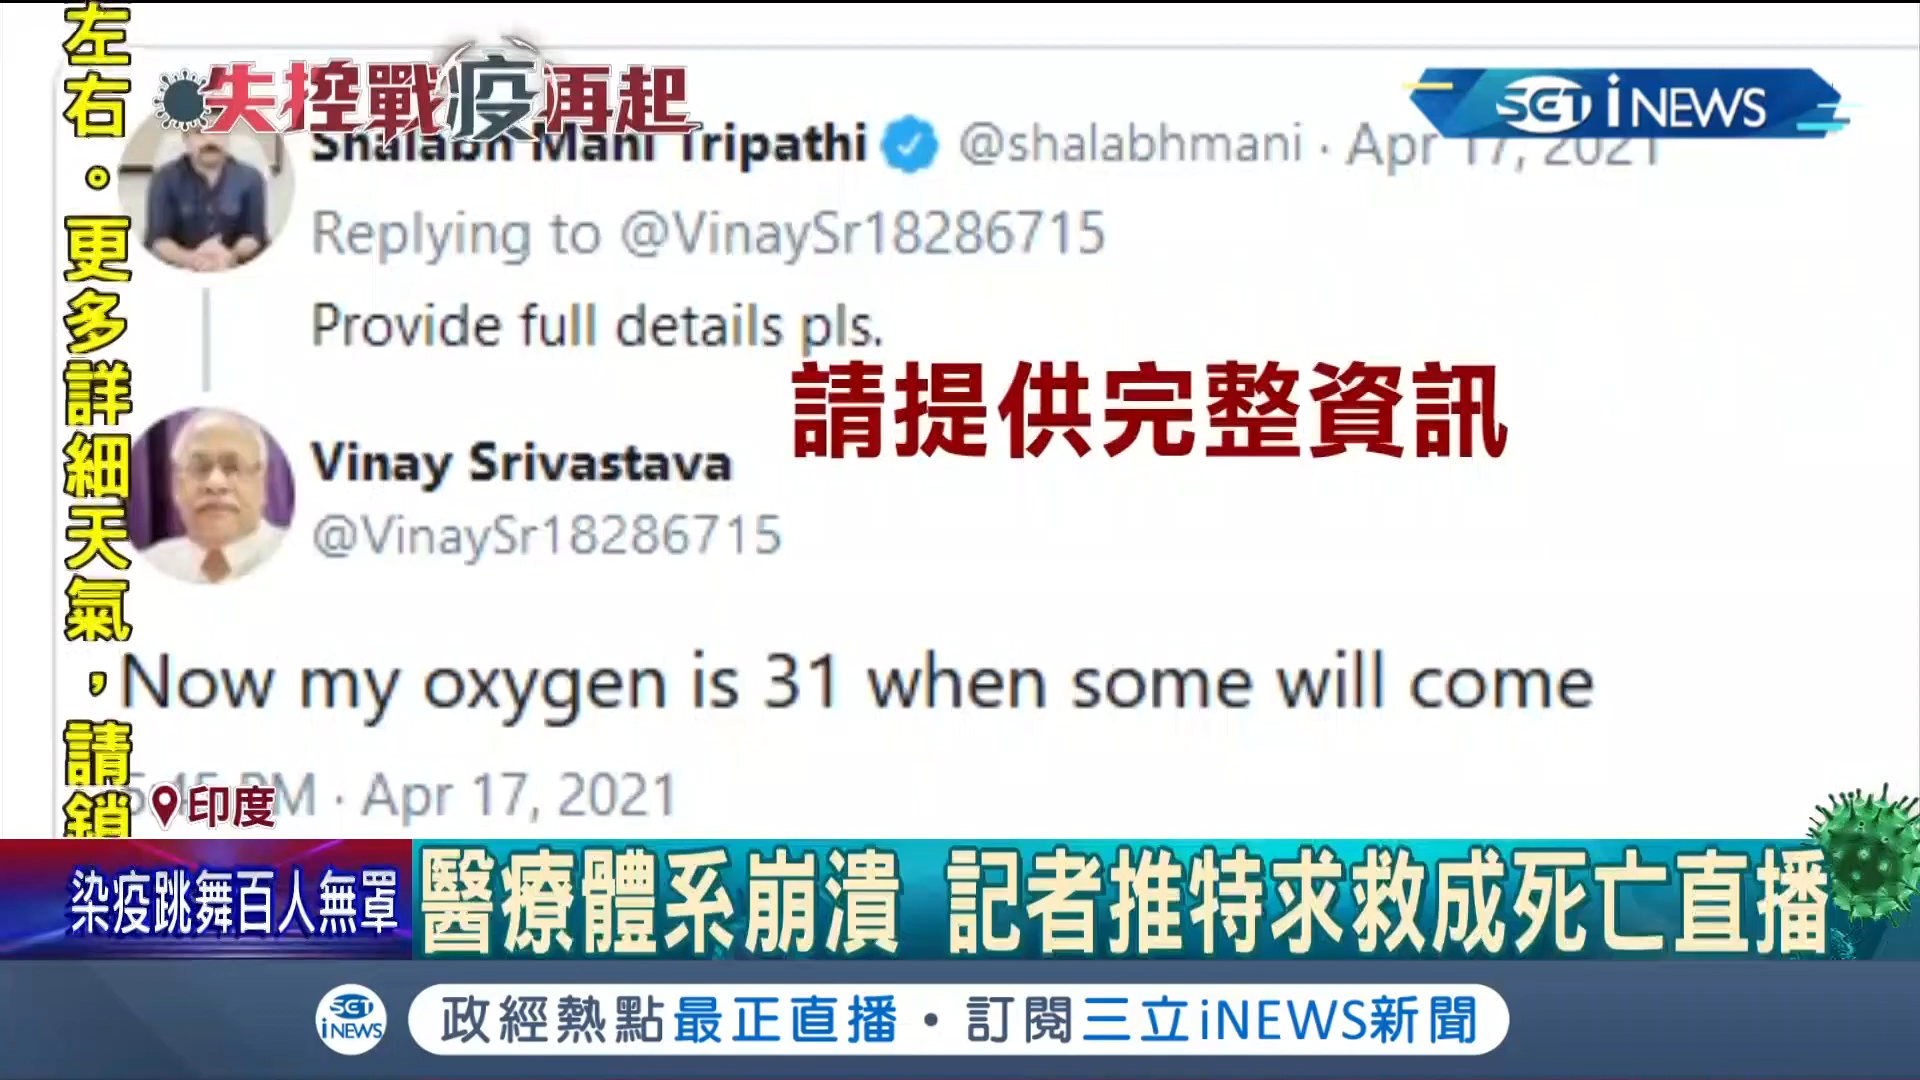 左右。更多詳細天氣，請鎖
失控戰疫再起
SET iNEWS
Shalabh Mani Tripathi @shalabhmani · Apr 17, 2021
Replying to @VinaySr18286715
Provide full details pls.
請提供完整資訊
Vinay Srivastava
@VinaySr18286715
Now my oxygen is 31 when some will come
5:45 PM · Apr 17, 2021
印度
染疫跳舞百人無罩
醫療體系崩潰 記者推特求救成死亡直播
SET iNEWS
政經熱點最正直播・訂閱三立iNEWS新聞